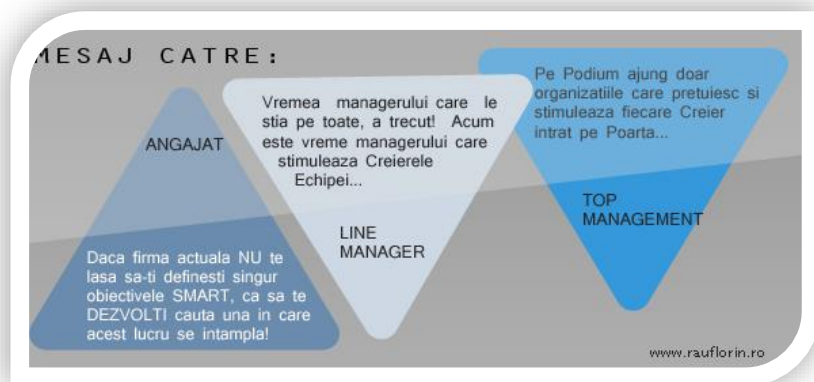 MESAJ CATRE:
ANGAJAT
Daca firma actuala NU te
lasa sa-ti definesti singur
obiectivele SMART, ca sa te
DEZVOLTI cauta una in care
acest lucru se intampla!
Vremea managerului care le
stia pe toate, a trecut! Acum
este vreme managerului care
stimuleaza Creierele
Echipei...
LINE
MANAGER
Pe Podium ajung doar
organizatiile care pretuiesc si
stimuleaza fiecare Creier
intrat pe Poarta...
TOP
MANAGEMENT
www.rauflorin.ro